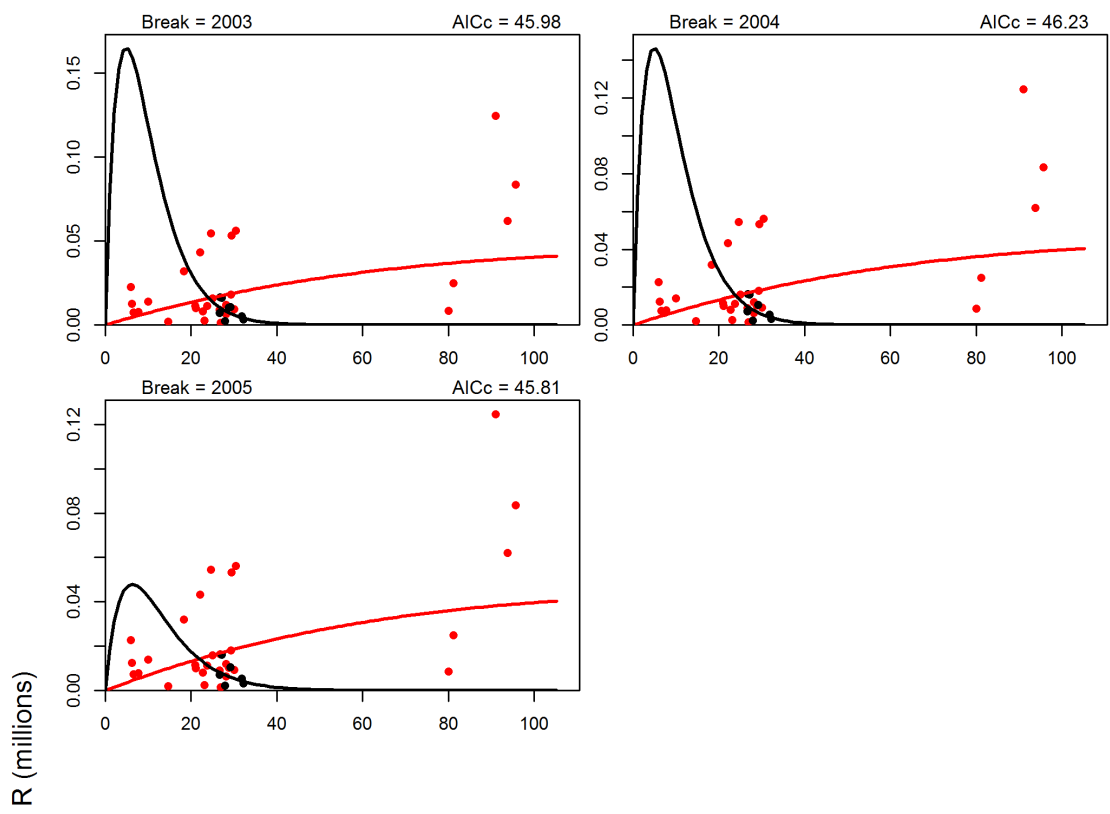 Break = 2003 AICc = 45.98
0.15
0.10
0.05
0.00
0 20 40 60 80 100
Break = 2004 AICc = 46.23
0.12
0.08
0.04
0.00
0 20 40 60 80 100
Break = 2005 AICc = 45.81
0.12
0.08
0.04
0.00
0 20 40 60 80 100
R (millions)